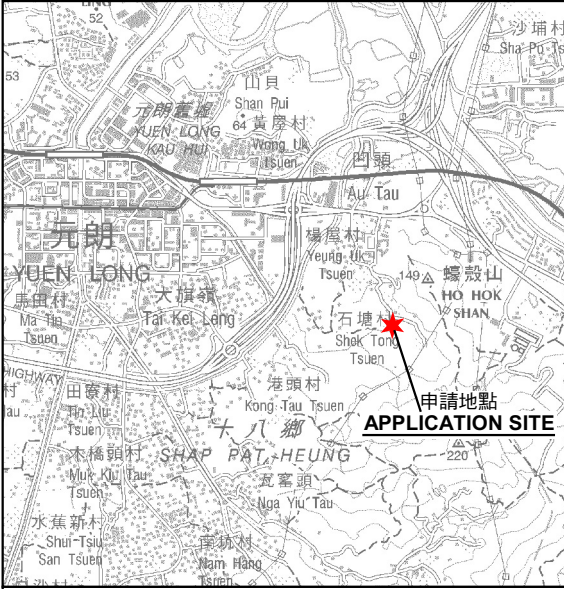 52
沙埔村
53
山貝
Shan Pui
元朗舊墟
YUEN LONG
KAU HUI
64
黃屋村
Wong Uk
Tsuen
凹頭
Au Tau
元朗
YUEN LONG
楊屋村
Yeung Uk
Tsuen
149
蠔殼山
HO HOK
SHAN
馬田村
Ma Tin
Tsuen
大旗嶺
Tai Kei Leng
石塘村
Shek Tong
Tsuen
HIGHWAY
田寮村
Tin Liu
Tsuen
港頭村
Kong Tau Tsuen
申請地點
APPLICATION SITE
十八鄉
SHAP PAT HEUNG
220
木橋頭村
Muk Kiu Tau
Tsuen
瓦窰頭
Nga Yiu Tau
水蕉新村
Shui Tsiu
San Tsuen
南坑村
Nam Hang
Tsuen